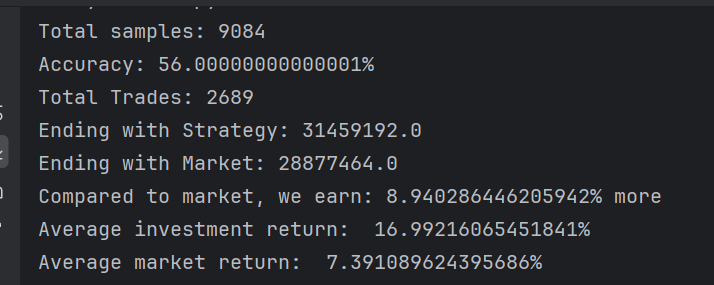 Total samples: 9084
Accuracy: 56.00000000000001%
Total Trades: 2689
Ending with Strategy: 31459192.0
Ending with Market: 28877464.0
Compared to market, we earn: 8.940286446205942% more
Average investment return:  16.99216065451841%
Average market return:  7.391089624395686%